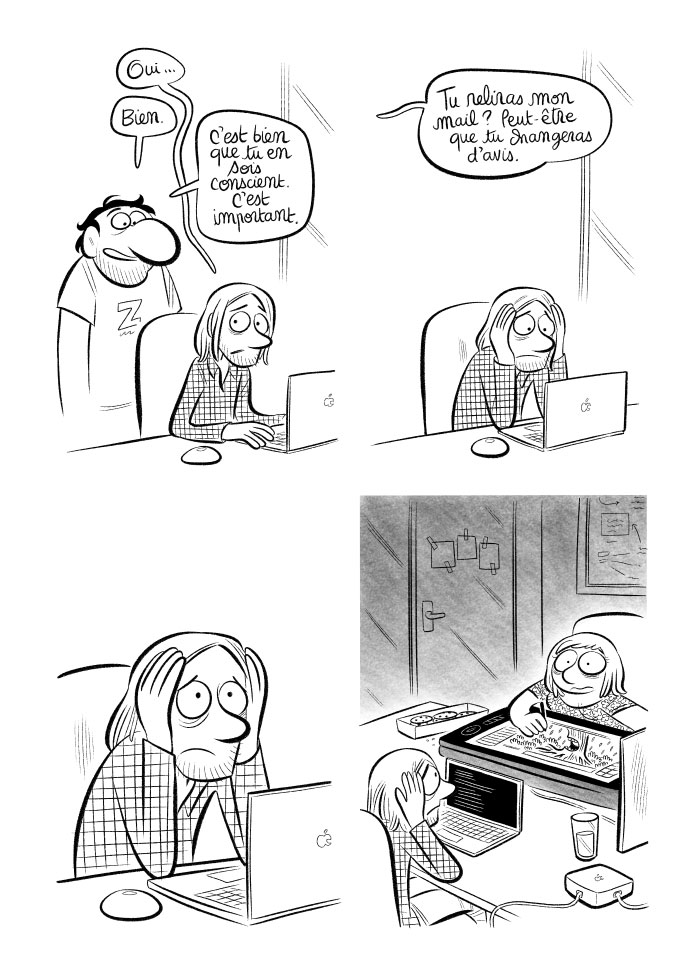 Oui...
Bien.
C'est bien
que tu en
sois
conscient.
C'est
important.
Z
Tu reliras mon
mail? Peut-être
que tu changeras
d'avis.